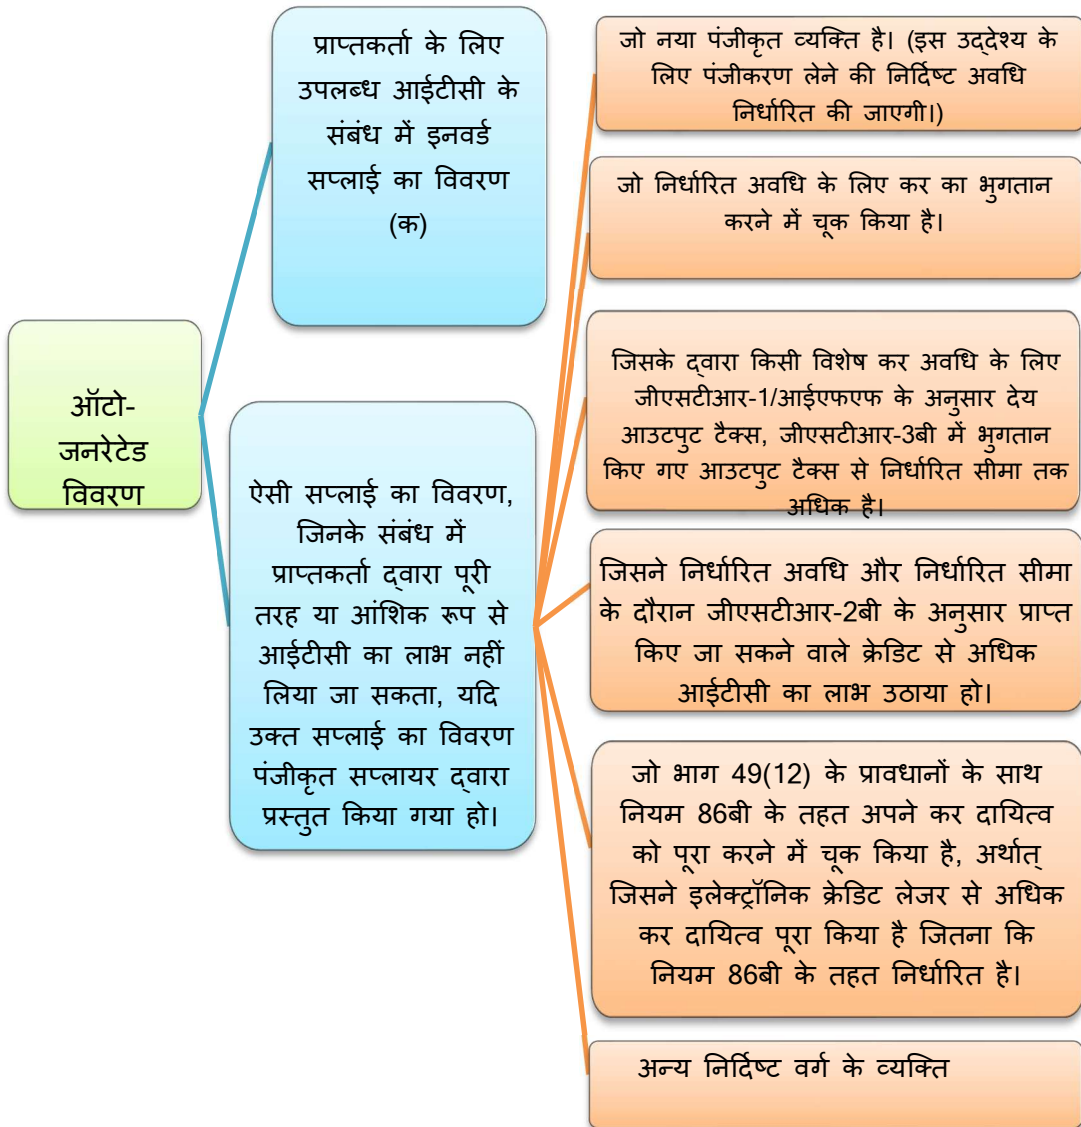 ऑटो-
जनरेटेड
विवरण
प्राप्तकर्ता के लिए
उपलब्ध आईटीसी के
संबंध में इनवर्ड
सप्लाई का विवरण
(क)
ऐसी सप्लाई का विवरण,
जिनके संबंध में
प्राप्तकर्ता द्वारा पूरी
तरह या आंशिक रूप से
आईटीसी का लाभ नहीं
लिया जा सकता, यदि
उक्त सप्लाई का विवरण
पंजीकृत सप्लायर द्वारा
प्रस्तुत किया गया हो।
जो नया पंजीकृत व्यक्ति है। (इस उद्देश्य के
लिए पंजीकरण लेने की निर्दिष्ट अवधि
निर्धारित की जाएगी।)
जो निर्धारित अवधि के लिए कर का भुगतान
करने में चूक किया है।
जिसके द्वारा किसी विशेष कर अवधि के लिए
जीएसटीआर-1/आईएफएफ के अनुसार देय
आउटपुट टैक्स, जीएसटीआर-3बी में भुगतान
किए गए आउटपुट टैक्स से निर्धारित सीमा तक
अधिक है।
जिसने निर्धारित अवधि और निर्धारित सीमा
के दौरान जीएसटीआर-2बी के अनुसार प्राप्त
किए जा सकने वाले क्रेडिट से अधिक
आईटीसी का लाभ उठाया हो।
जो भाग 49(12) के प्रावधानों के साथ
नियम 86बी के तहत अपने कर दायित्व
को पूरा करने में चूक किया है, अर्थात्
जिसने इलेक्ट्रॉनिक क्रेडिट लेजर से अधिक
कर दायित्व पूरा किया है जितना कि
नियम 86बी के तहत निर्धारित है।
अन्य निर्दिष्ट वर्ग के व्यक्ति